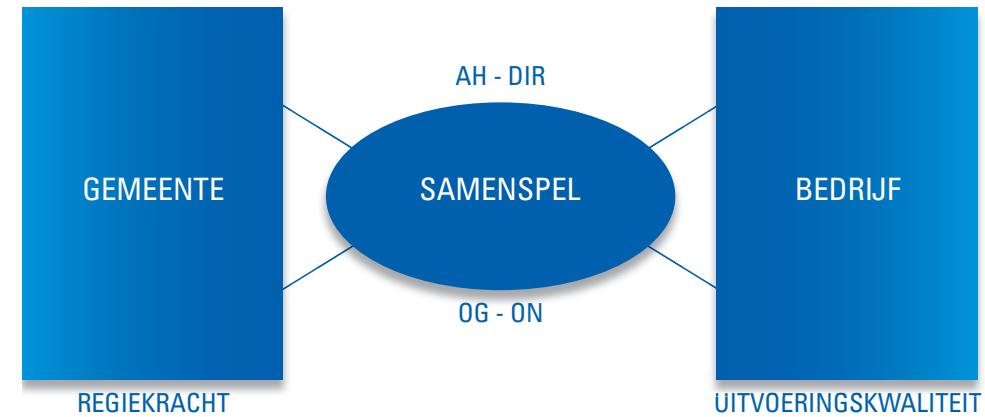 AH - DIR
GEMEENTE
SAMENSPEL
BEDRIJF
OG - ON
REGIEKRACHT
UITVOERINGSKWALITEIT